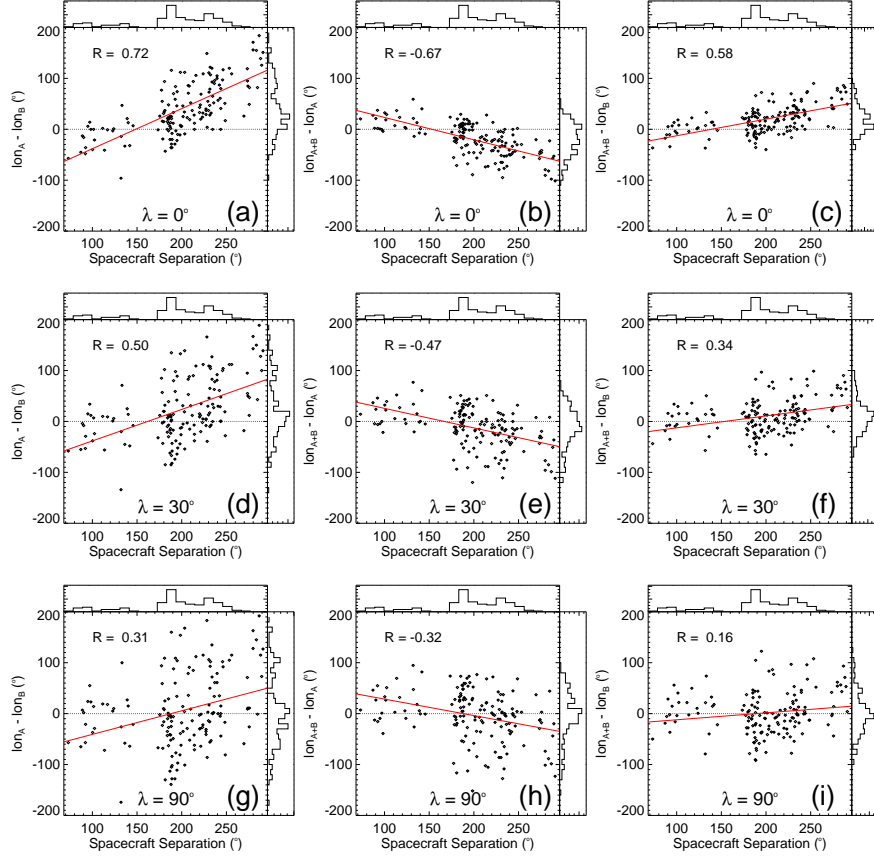 200
100
0
-100
-200
lon_A - lon_B (°)
R = 0.72
λ = 0°
(a)
100 150 200 250
Spacecraft Separation (°)
200
100
0
-100
-200
lon_A+B - lon_A (°)
R = -0.67
λ = 0°
(b)
100 150 200 250
Spacecraft Separation (°)
200
100
0
-100
-200
lon_A+B - lon_B (°)
R = 0.58
λ = 0°
(c)
100 150 200 250
Spacecraft Separation (°)
200
100
0
-100
-200
lon_A - lon_B (°)
R = 0.50
λ = 30°
(d)
100 150 200 250
Spacecraft Separation (°)
200
100
0
-100
-200
lon_A+B - lon_A (°)
R = -0.47
λ = 30°
(e)
100 150 200 250
Spacecraft Separation (°)
200
100
0
-100
-200
lon_A+B - lon_B (°)
R = 0.34
λ = 30°
(f)
100 150 200 250
Spacecraft Separation (°)
200
100
0
-100
-200
lon_A - lon_B (°)
R = 0.31
λ = 90°
(g)
100 150 200 250
Spacecraft Separation (°)
200
100
0
-100
-200
lon_A+B - lon_A (°)
R = -0.32
λ = 90°
(h)
100 150 200 250
Spacecraft Separation (°)
200
100
0
-100
-200
lon_A+B - lon_B (°)
R = 0.16
λ = 90°
(i)
100 150 200 250
Spacecraft Separation (°)